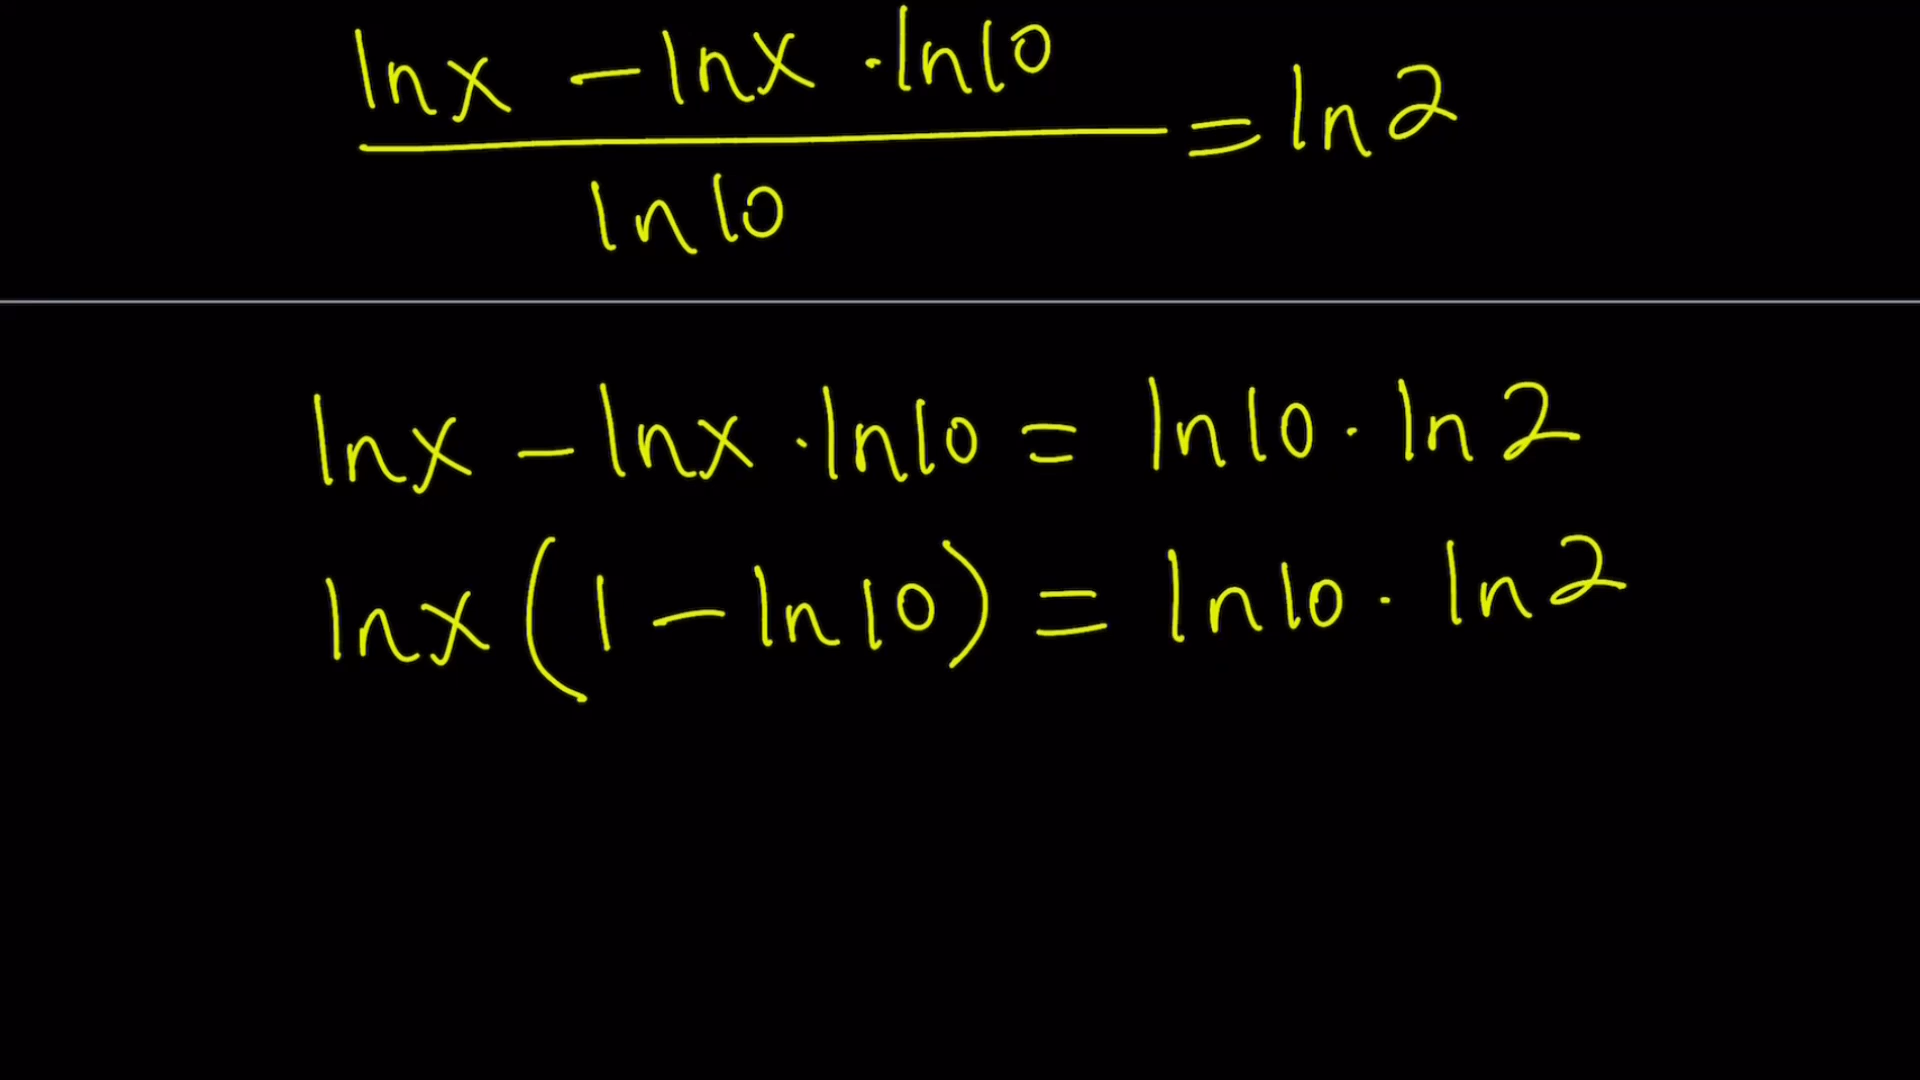 lnx - lnx · ln10
= ln2
ln10
lnx - lnx · ln10 = ln10 · ln2
lnx (1 - ln10) = ln10 · ln2